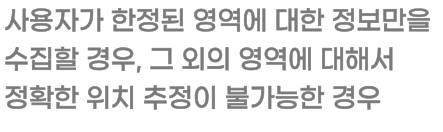 사용자가 한정된 영역에 대한 정보만을
수집할 경우, 그 외의 영역에 대해서
정확한 위치 추정이 불가능한 경우